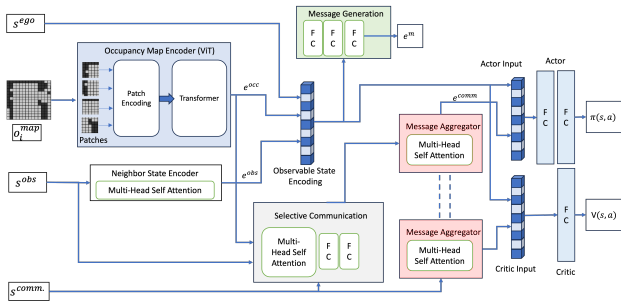 s^ego
Message Generation
F C
F C
F C
e^m
Occupancy Map Encoder (ViT)
Patch Encoding
Transformer
Patches
o_i^map
e^occ
Actor Input
Actor
e^comm
F C
F C
π(s,a)
Message Aggregator
Multi-Head
Self Attention
Observable State
Encoding
s^obs
Neighbor State Encoder
Multi-Head Self Attention
e^obs
Selective Communication
Multi-
Head Self
Attention
F C
F C
Message Aggregator
Multi-Head
Self Attention
F C
V(s,a)
Critic Input
Critic
s^comm.